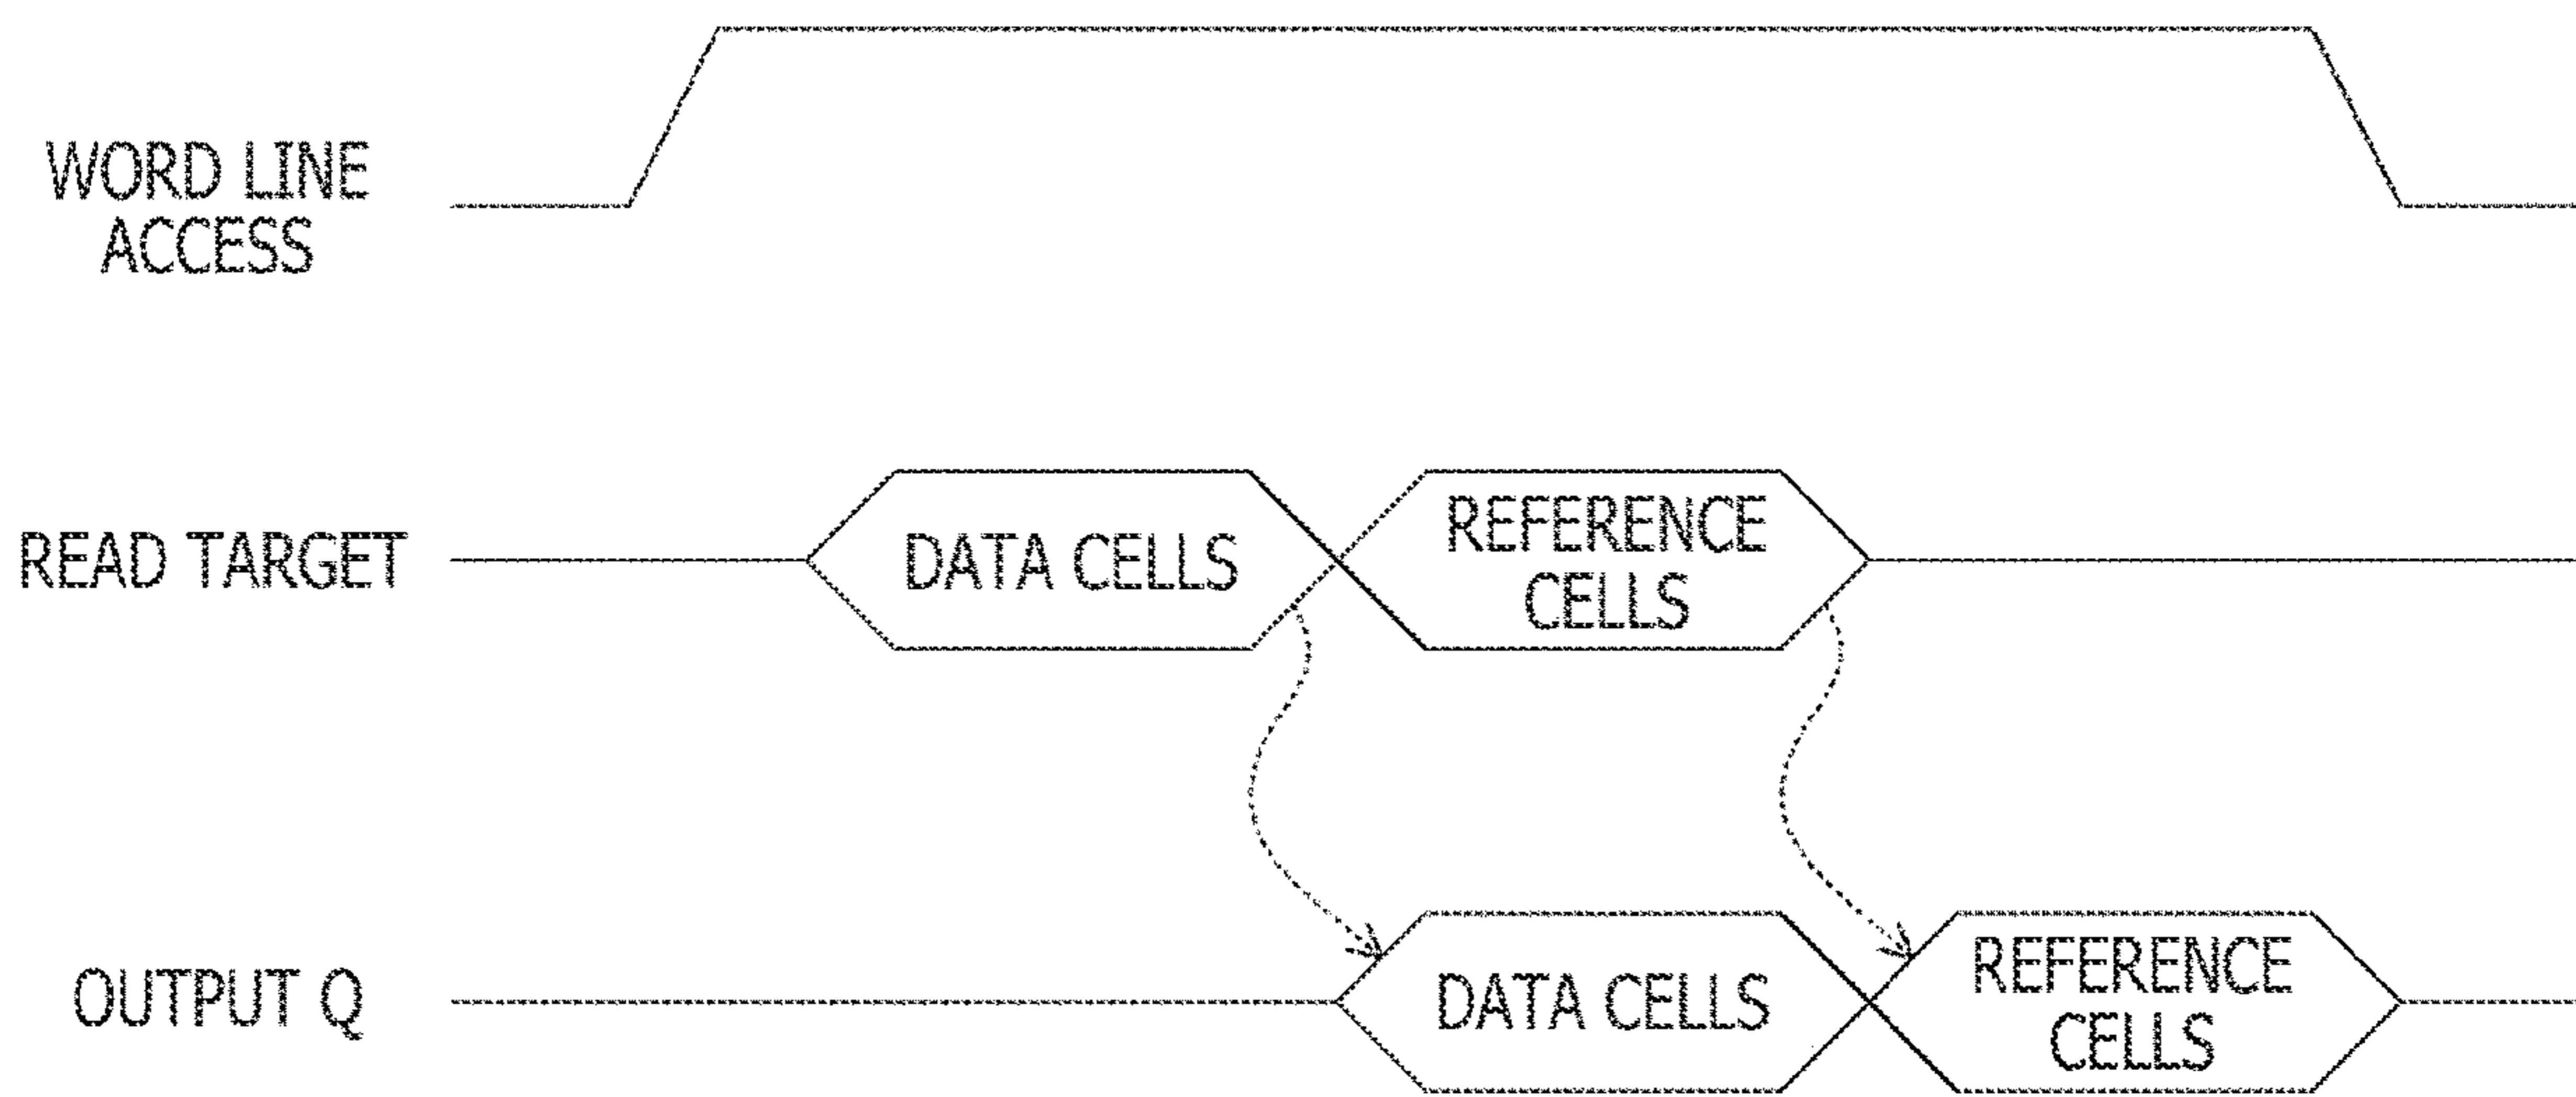 WORD LINE
ACCESS
READ TARGET
DATA CELLS
REFERENCE
CELLS
OUTPUT Q
DATA CELLS
REFERENCE
CELLS